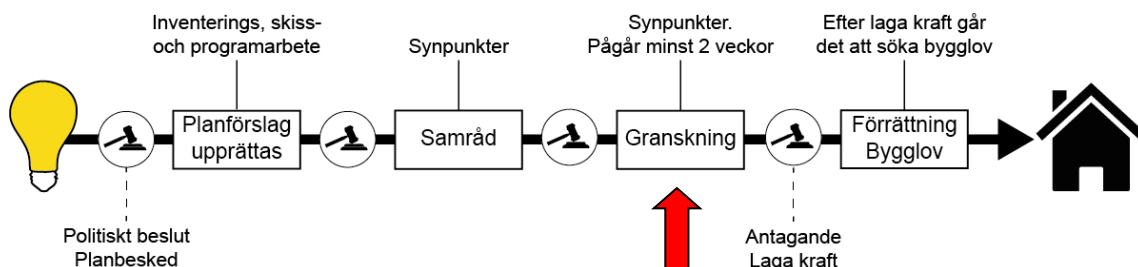 Inventerings, skiss-
och programarbete
Synpunkter
Synpunkter.
Pågår minst 2 veckor
Efter laga kraft går
det att söka bygglov
Planförslag
upprättas
Samråd
Granskning
Förrättning
Bygglov
Politiskt beslut
Planbesked
Antagande
Laga kraft